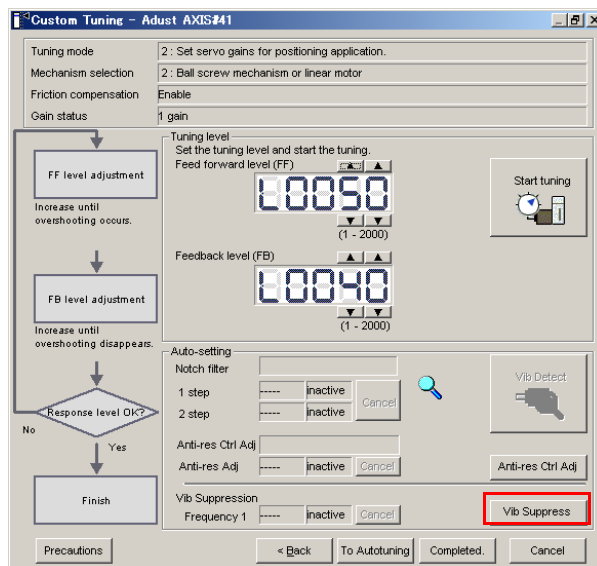 Custom Tuning - Adust AXIS#41
Tuning mode 2 : Set servo gains for positioning application.
Mechanism selection 2 : Ball screw mechanism or linear motor
Friction compensation Enable
Gain status 1 gain
FF level adjustment
Increase until
overshooting occurs.
FB level adjustment
Increase until
overshooting disappears.
Response level OK?
No
Yes
Finish
Tuning level
Set the tuning level and start the tuning.
Feed forward level (FF)
L0050
(1 - 2000)
Feedback level (FB)
L0040
(1 - 2000)
Start tuning
Auto-setting
Notch filter
1 step ----- inactive Cancel
2 step ----- inactive
Vib Detect
Anti-res Ctrl Adj
Anti-res Adj ----- inactive Cancel
Anti-res Ctrl Adj
Vib Suppression
Frequency 1 ----- inactive Cancel
Vib Suppress
Precautions < Back To Autotuning Completed. Cancel